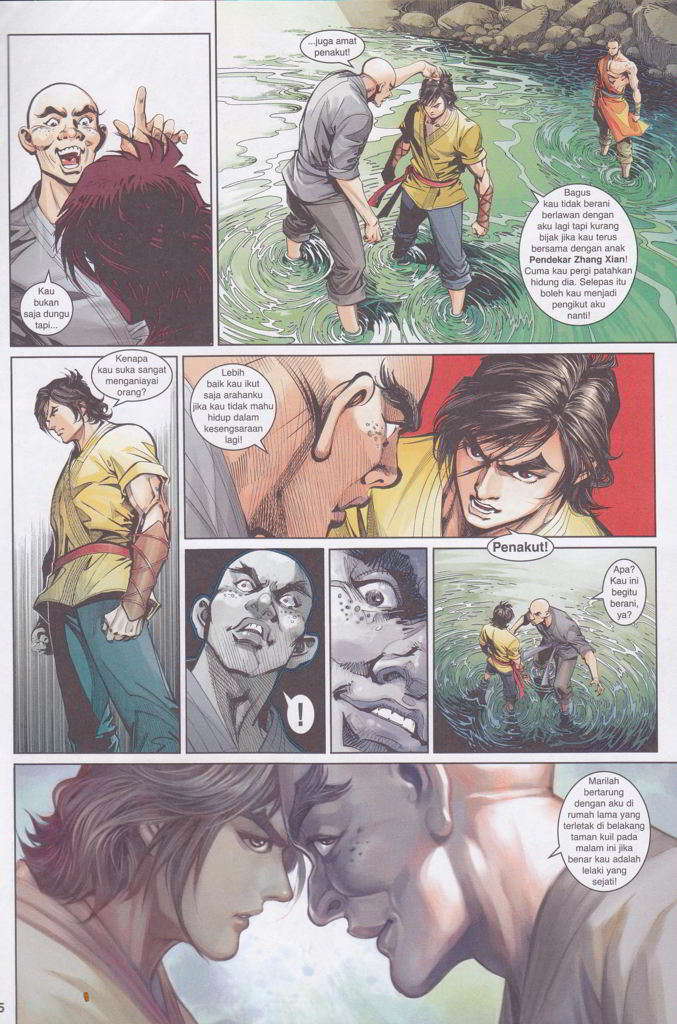 Kau
bukan
saja dungu
tapi...
...juga amat
penakut!
Bagus
kau tidak berani
berlawan dengan
aku lagi tapi kurang
bijak jika kau terus
bersama dengan anak
Pendekar Zhang Xian!
Cuma kau pergi patahkan
hidung dia. Selepas itu
boleh kau menjadi
pengikut aku
nanti!
Kenapa
kau suka sangat
menganiayai
orang?
Lebih
baik kau ikut
saja arahanku
jika kau tidak mahu
hidup dalam
kesengsaraan
lagi!
Penakut!
!
Apa?
Kau ini
begitu
berani,
ya?
Marilah
bertarung
dengan aku di
rumah lama yang
terletak di belakang
taman kuil pada
malam ini jika
benar kau adalah
lelaki yang
sejati!
5